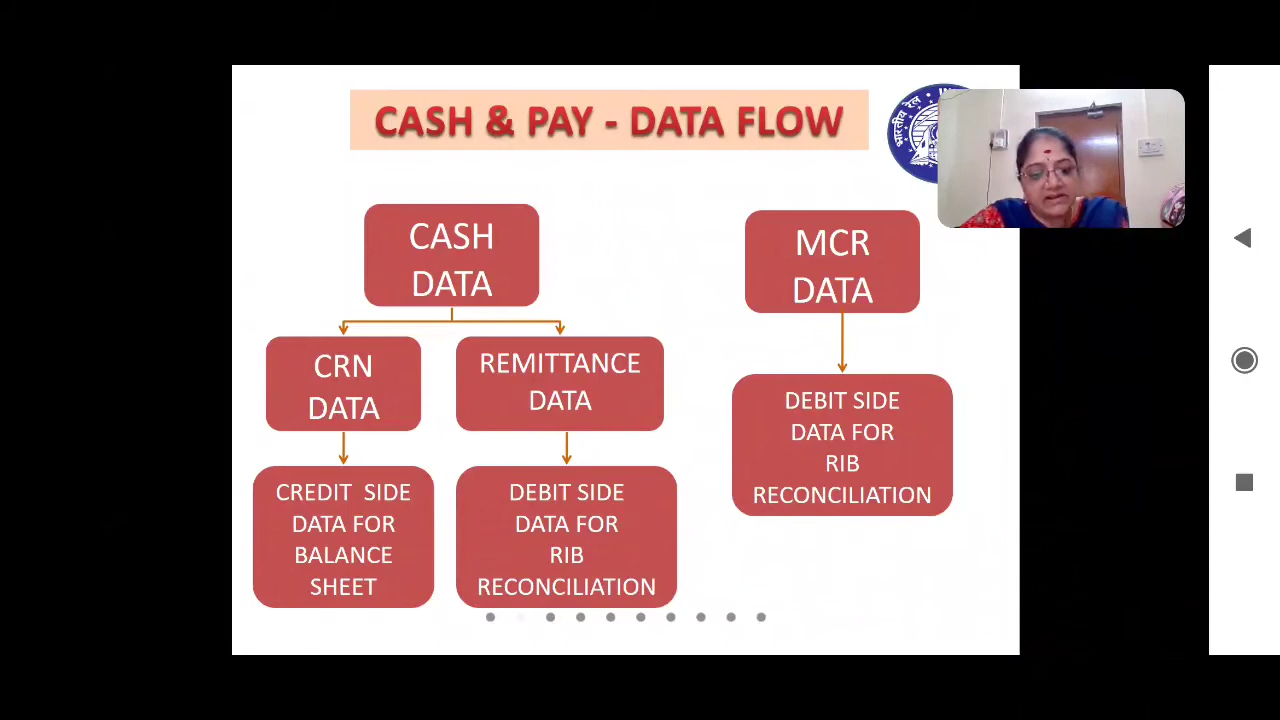 CASH & PAY - DATA FLOW
भारतीय रेल
CASH
DATA
MCR
DATA
CRN
DATA
REMITTANCE
DATA
DEBIT SIDE
DATA FOR
RIB
RECONCILIATION
CREDIT SIDE
DATA FOR
BALANCE
SHEET
DEBIT SIDE
DATA FOR
RIB
RECONCILIATION